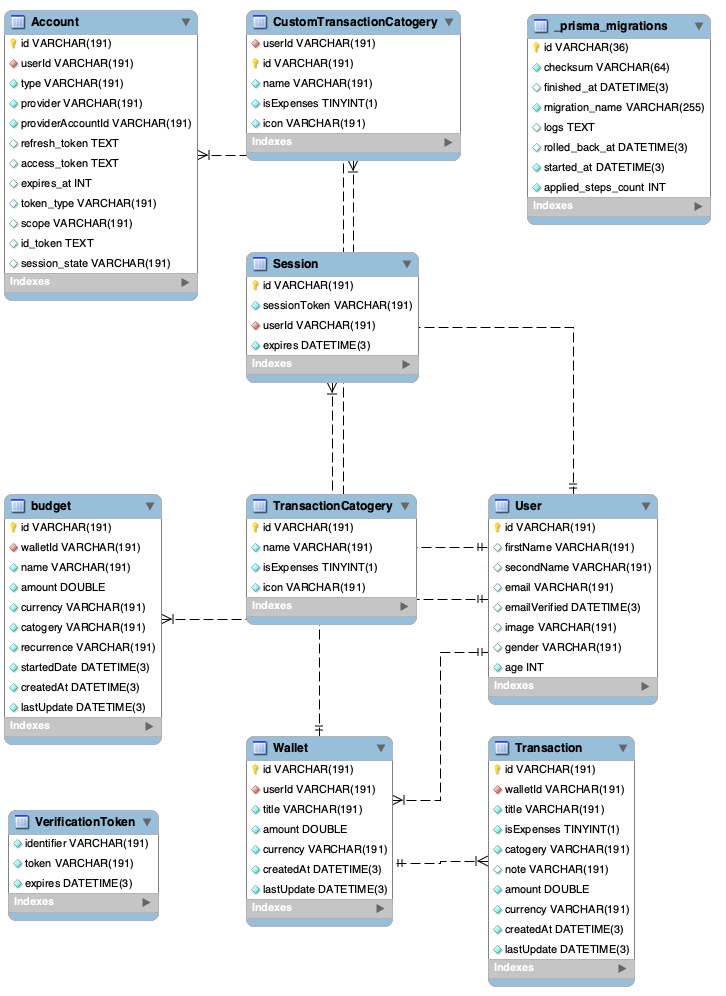 Account
id VARCHAR(191)
userId VARCHAR(191)
type VARCHAR(191)
provider VARCHAR(191)
providerAccountId VARCHAR(191)
refresh_token TEXT
access_token TEXT
expires_at INT
token_type VARCHAR(191)
scope VARCHAR(191)
id_token TEXT
session_state VARCHAR(191)
Indexes
CustomTransactionCatogery
userId VARCHAR(191)
id VARCHAR(191)
name VARCHAR(191)
isExpenses TINYINT(1)
icon VARCHAR(191)
Indexes
_prisma_migrations
id VARCHAR(36)
checksum VARCHAR(64)
finished_at DATETIME(3)
migration_name VARCHAR(255)
logs TEXT
rolled_back_at DATETIME(3)
started_at DATETIME(3)
applied_steps_count INT
Indexes
Session
id VARCHAR(191)
sessionToken VARCHAR(191)
userId VARCHAR(191)
expires DATETIME(3)
Indexes
budget
id VARCHAR(191)
walletId VARCHAR(191)
name VARCHAR(191)
amount DOUBLE
currency VARCHAR(191)
catogery VARCHAR(191)
recurrence VARCHAR(191)
startedDate DATETIME(3)
createdAt DATETIME(3)
lastUpdate DATETIME(3)
Indexes
TransactionCatogery
id VARCHAR(191)
name VARCHAR(191)
isExpenses TINYINT(1)
icon VARCHAR(191)
Indexes
User
id VARCHAR(191)
firstName VARCHAR(191)
secondName VARCHAR(191)
email VARCHAR(191)
emailVerified DATETIME(3)
image VARCHAR(191)
gender VARCHAR(191)
age INT
Indexes
VerificationToken
identifier VARCHAR(191)
token VARCHAR(191)
expires DATETIME(3)
Indexes
Wallet
id VARCHAR(191)
userId VARCHAR(191)
title VARCHAR(191)
amount DOUBLE
currency VARCHAR(191)
createdAt DATETIME(3)
lastUpdate DATETIME(3)
Indexes
Transaction
id VARCHAR(191)
walletId VARCHAR(191)
title VARCHAR(191)
isExpenses TINYINT(1)
catogery VARCHAR(191)
note VARCHAR(191)
amount DOUBLE
currency VARCHAR(191)
createdAt DATETIME(3)
lastUpdate DATETIME(3)
Indexes